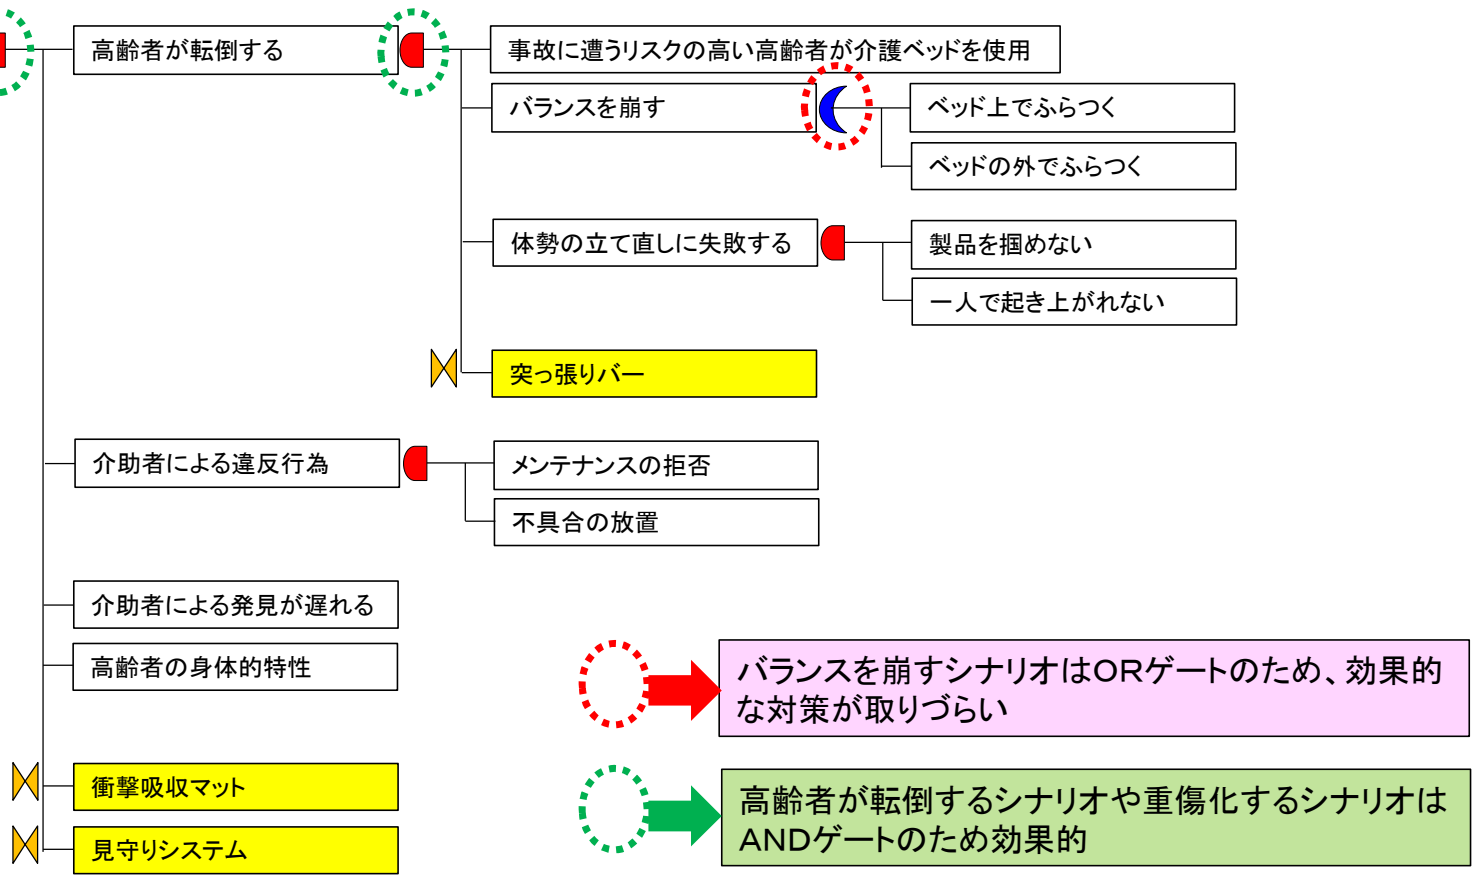 高齢者が転倒する
事故に遭うリスクの高い高齢者が介護ベッドを使用
バランスを崩す
ベッド上でふらつく
ベッドの外でふらつく
体勢の立て直しに失敗する
製品を掴めない
一人で起き上がれない
突っ張りバー
介助者による違反行為
メンテナンスの拒否
不具合の放置
介助者による発見が遅れる
高齢者の身体的特性
衝撃吸収マット
見守りシステム
バランスを崩すシナリオはORゲートのため、効果的
な対策が取りづらい
高齢者が転倒するシナリオや重傷化するシナリオは
ANDゲートのため効果的